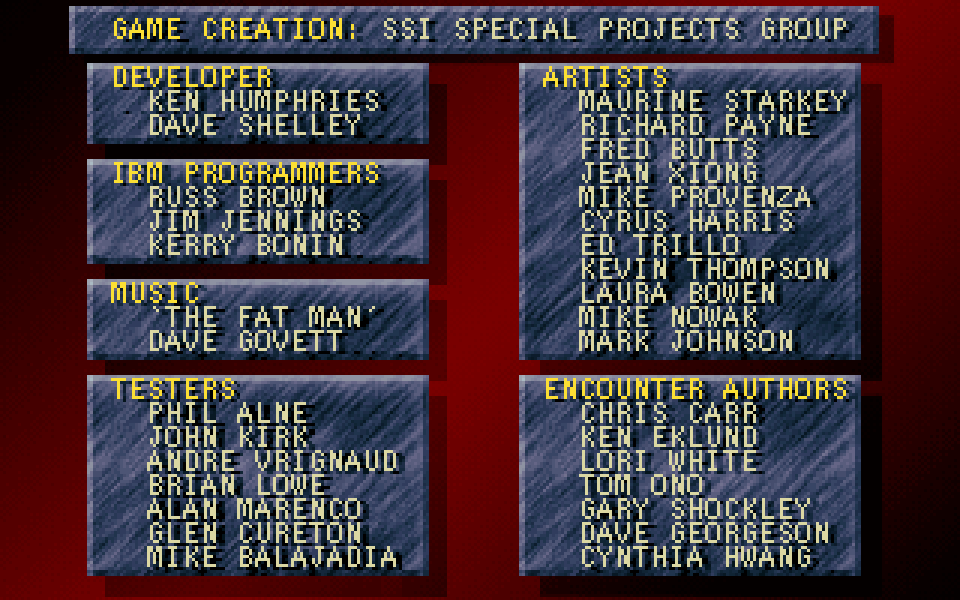 GAME CREATION: SSI SPECIAL PROJECTS GROUP
DEVELOPER
KEN HUMPHRIES
DAVE SHELLEY
IBM PROGRAMMERS
RUSS BROWN
JIM JENNINGS
KERRY BONIN
MUSIC
`THE FAT MAN´
DAVE GOVETT
TESTERS
PHIL ALNE
JOHN KIRK
ANDRE VRIGNAUD
BRIAN LOWE
ALAN MARENCO
GLEN CURETON
MIKE BALAJADIA
ARTISTS
MAURINE STARKEY
RICHARD PAYNE
FRED BUTTS
JEAN XIONG
MIKE PROVENZA
CYRUS HARRIS
ED TRILLO
KEVIN THOMPSON
LAURA BOWEN
MIKE NOWAK
MARK JOHNSON
ENCOUNTER AUTHORS
CHRIS CARR
KEN EKLUND
LORI WHITE
TOM ONO
GARY SHOCKLEY
DAVE GEORGESON
CYNTHIA HWANG